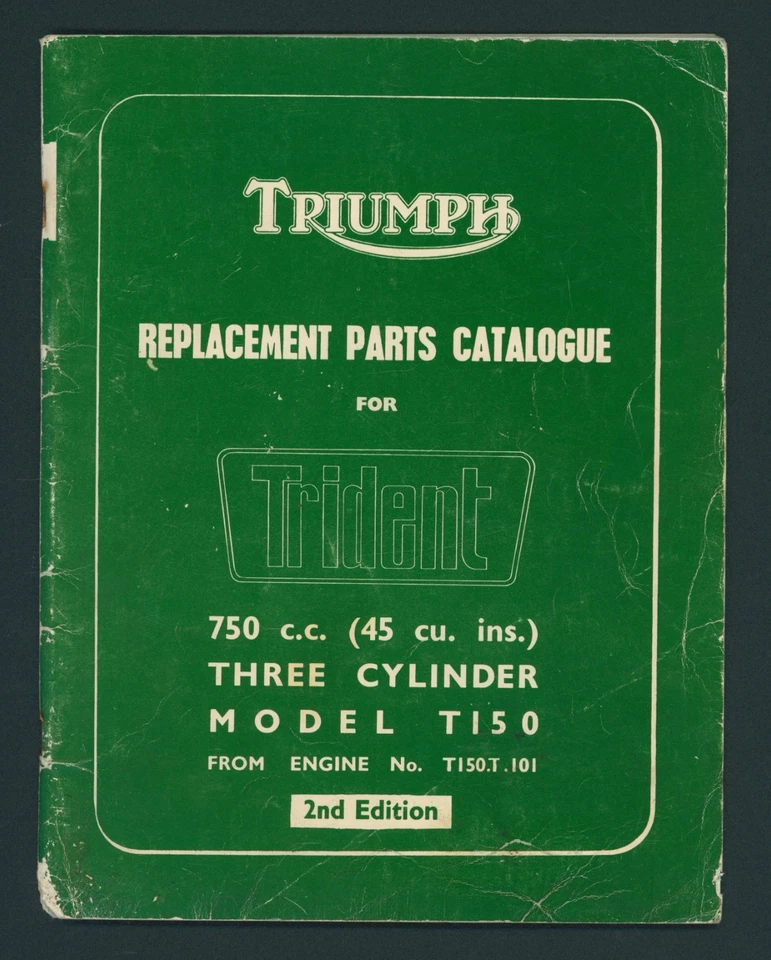 TRIUMPH
REPLACEMENT PARTS CATALOGUE
FOR
Trident
750 c.c. (45 cu. ins.)
THREE CYLINDER
MODEL T150
FROM ENGINE No. T150.T.101
2nd Edition